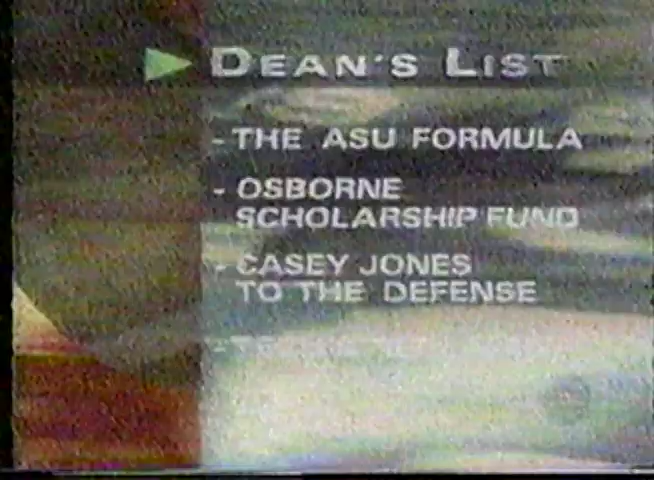 DEAN'S LIST
- THE ASU FORMULA
- OSBORNE
SCHOLARSHIP FUND
- CASEY JONES
TO THE DEFENSE